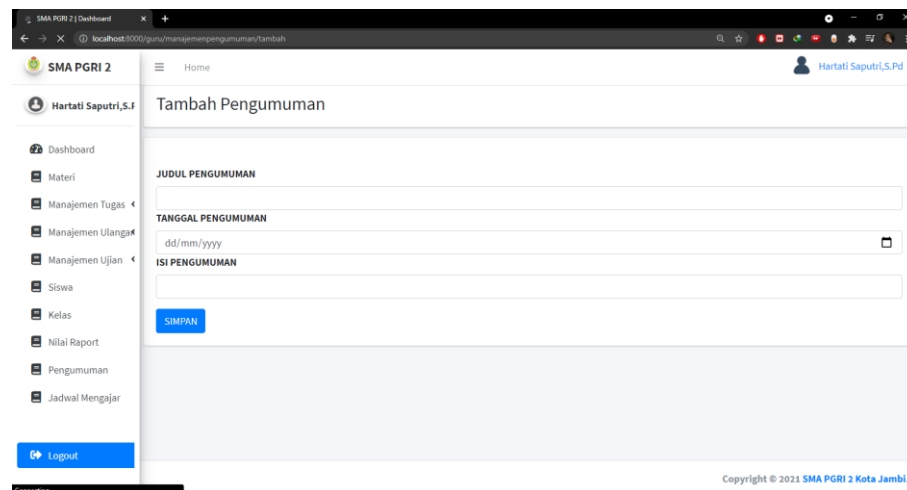 SMA PGRI 2 | Dashboard
localhost:8000/guru/manajemenpengumuman/tambah
SMA PGRI 2
Home
Hartati Saputri,S.Pd
Hartati Saputri,S.F
Tambah Pengumuman
Dashboard
Materi
Manajemen Tugas
Manajemen Ulangan
Manajemen Ujian
Siswa
Kelas
Nilai Raport
Pengumuman
Jadwal Mengajar
Logout
JUDUL PENGUMUMAN
TANGGAL PENGUMUMAN
dd/mm/yyyy
ISI PENGUMUMAN
SIMPAN
Copyright © 2021 SMA PGRI 2 Kota Jambi.